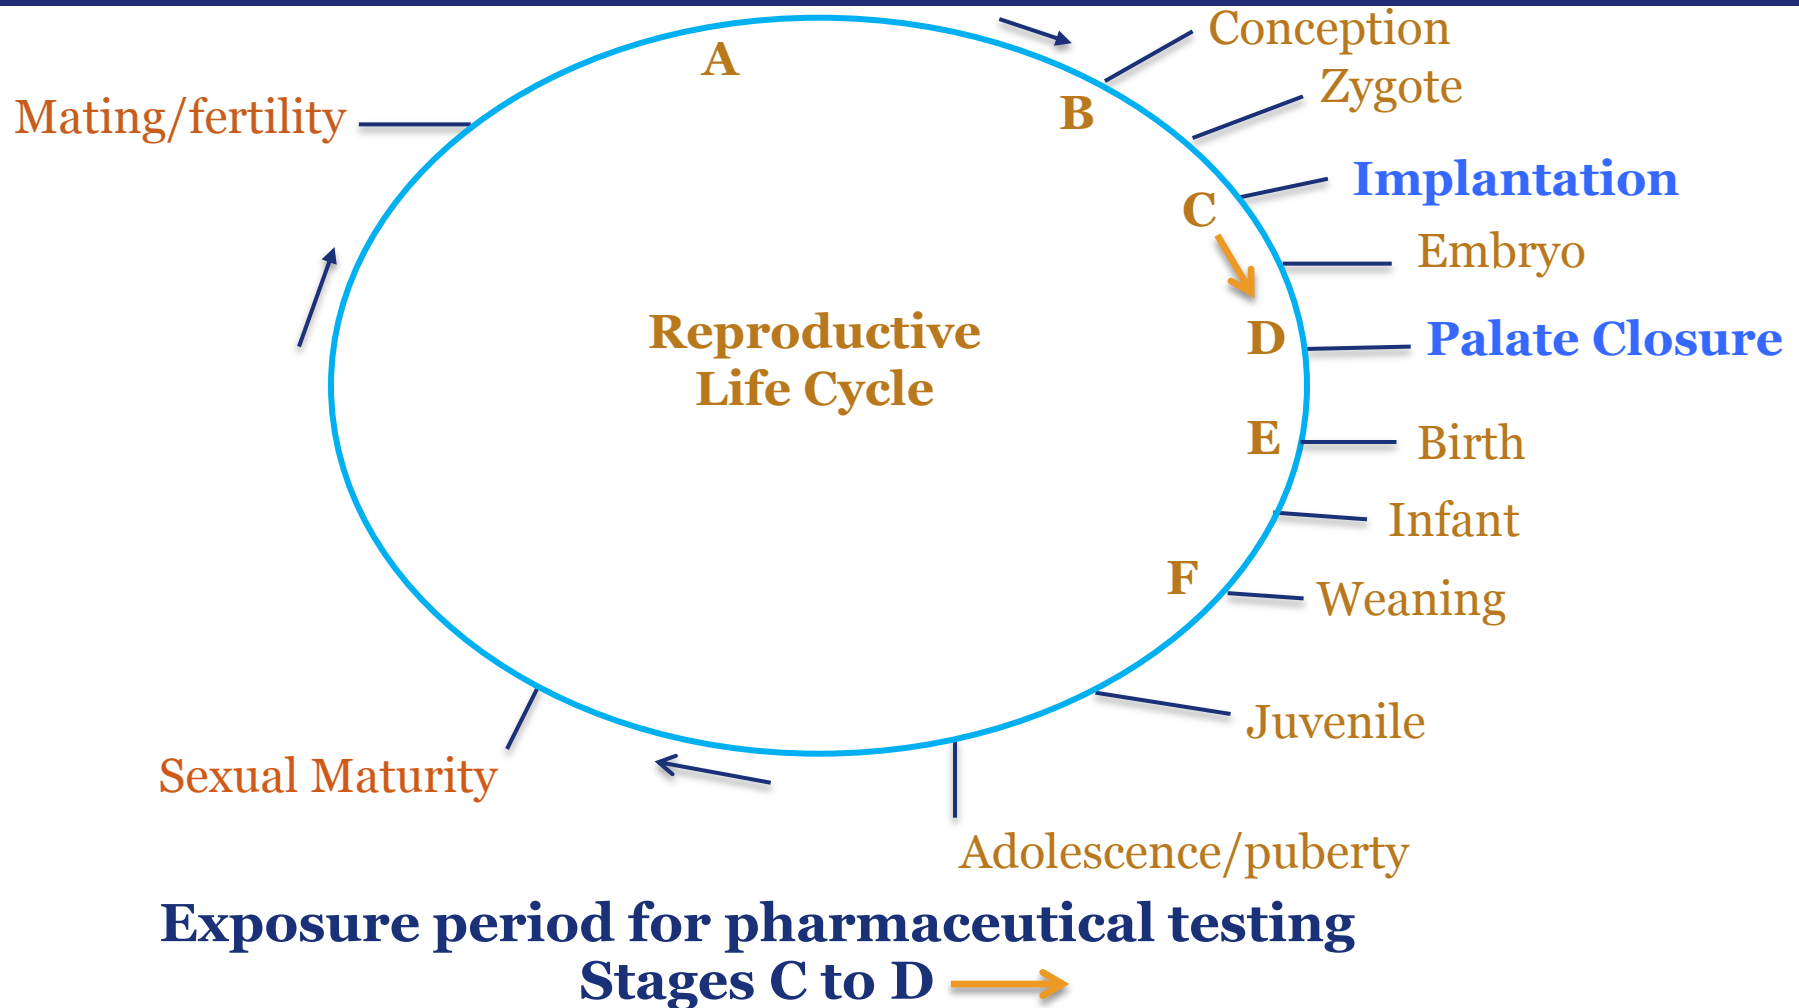 Conception
A
Zygote
B
Mating/fertility
Implantation
C
Embryo
Reproductive
Life Cycle
D
Palate Closure
E
Birth
Infant
F
Weaning
Juvenile
Sexual Maturity
Adolescence/puberty
Exposure period for pharmaceutical testing
Stages C to D